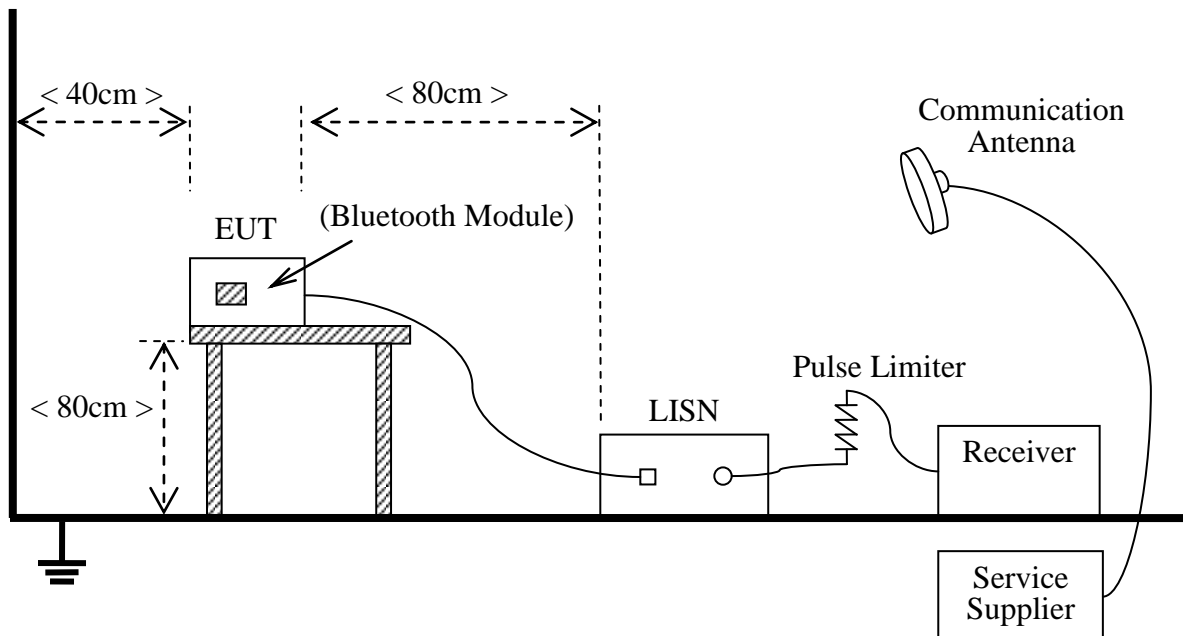 < 40cm >
< 80cm >
Communication
Antenna
(Bluetooth Module)
EUT
Pulse Limiter
< 80cm >
LISN
Receiver
Service
Supplier